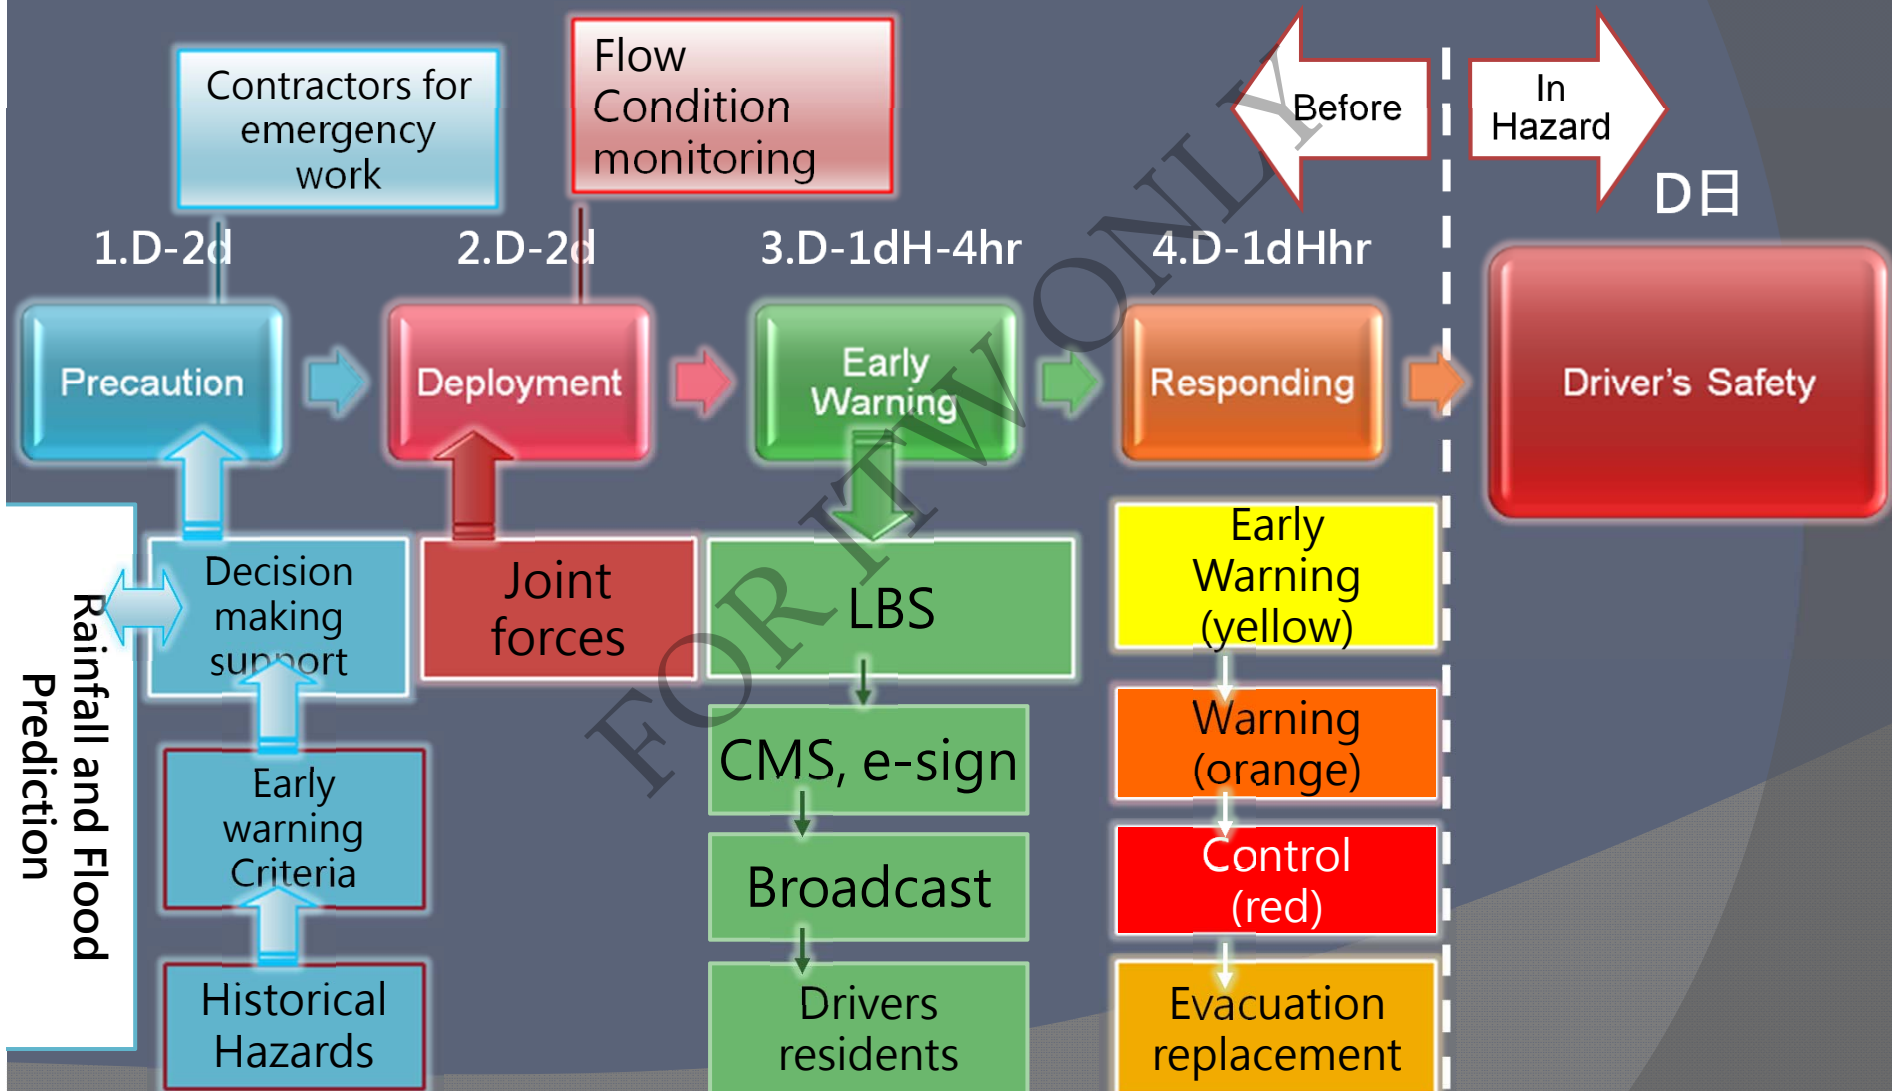 Contractors for
emergency
work
Flow
Condition
monitoring
Before
In
Hazard
D日
1.D-2d
2.D-2d
3.D-1dH-4hr
4.D-1dHhr
Precaution
Deployment
Early
Warning
Responding
Driver's Safety
Rainfall and Flood
Prediction
Decision
making
support
Early
warning
Criteria
Historical
Hazards
Joint
forces
LBS
CMS, e-sign
Broadcast
Drivers
residents
Early
Warning
(yellow)
Warning
(orange)
Control
(red)
Evacuation
replacement
FOR ITW ONLY